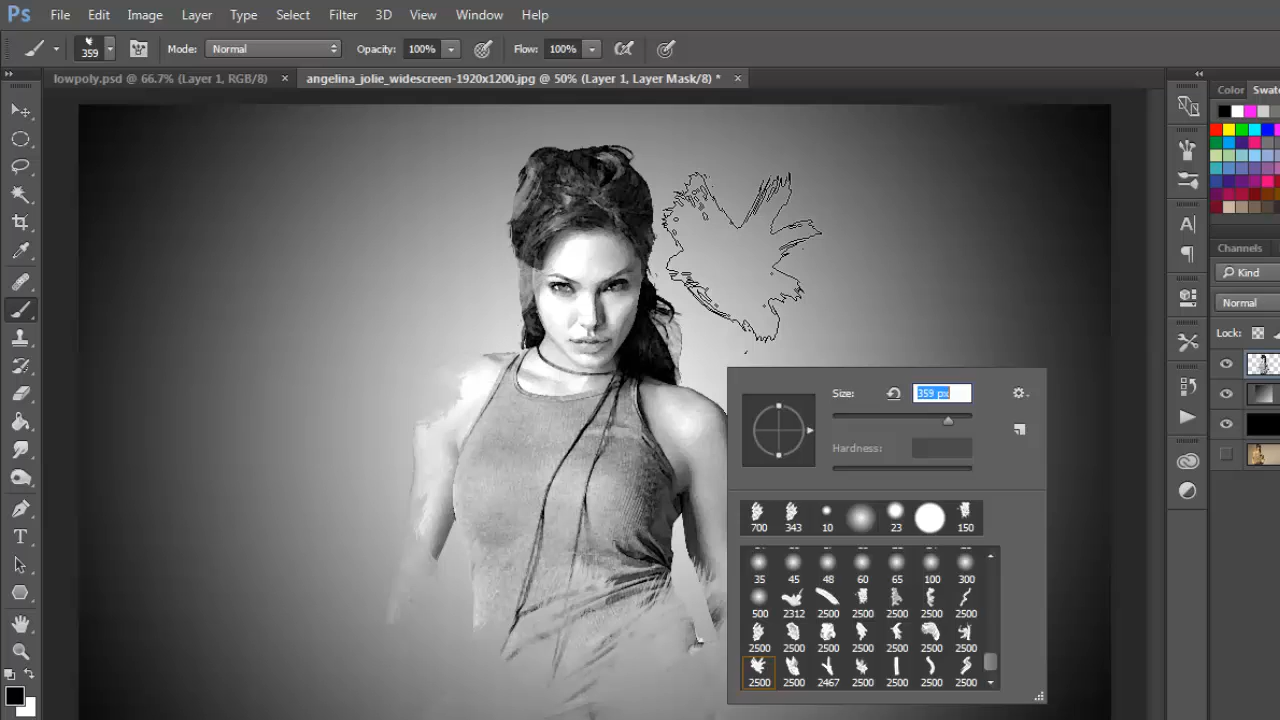 Ps File Edit Image Layer Type Select Filter 3D View Window Help
359 Mode: Normal Opacity: 100% Flow: 100%
lowpoly.psd @ 66.7% (Layer 1, RGB/8) × angelina_jolie_widescreen-1920x1200.jpg @ 50% (Layer 1, Layer Mask/8) * ×
Color Swatc
Channels
Kind
Normal
Lock:
Size: 359 px
Hardness:
700 343 10 23 150
35 45 48 60 65 100 300
500 2312 2500 2500 2500 2500 2500
2500 2500 2500 2500 2500 2500 2500
2500 2500 2467 2500 2500 2500 2500